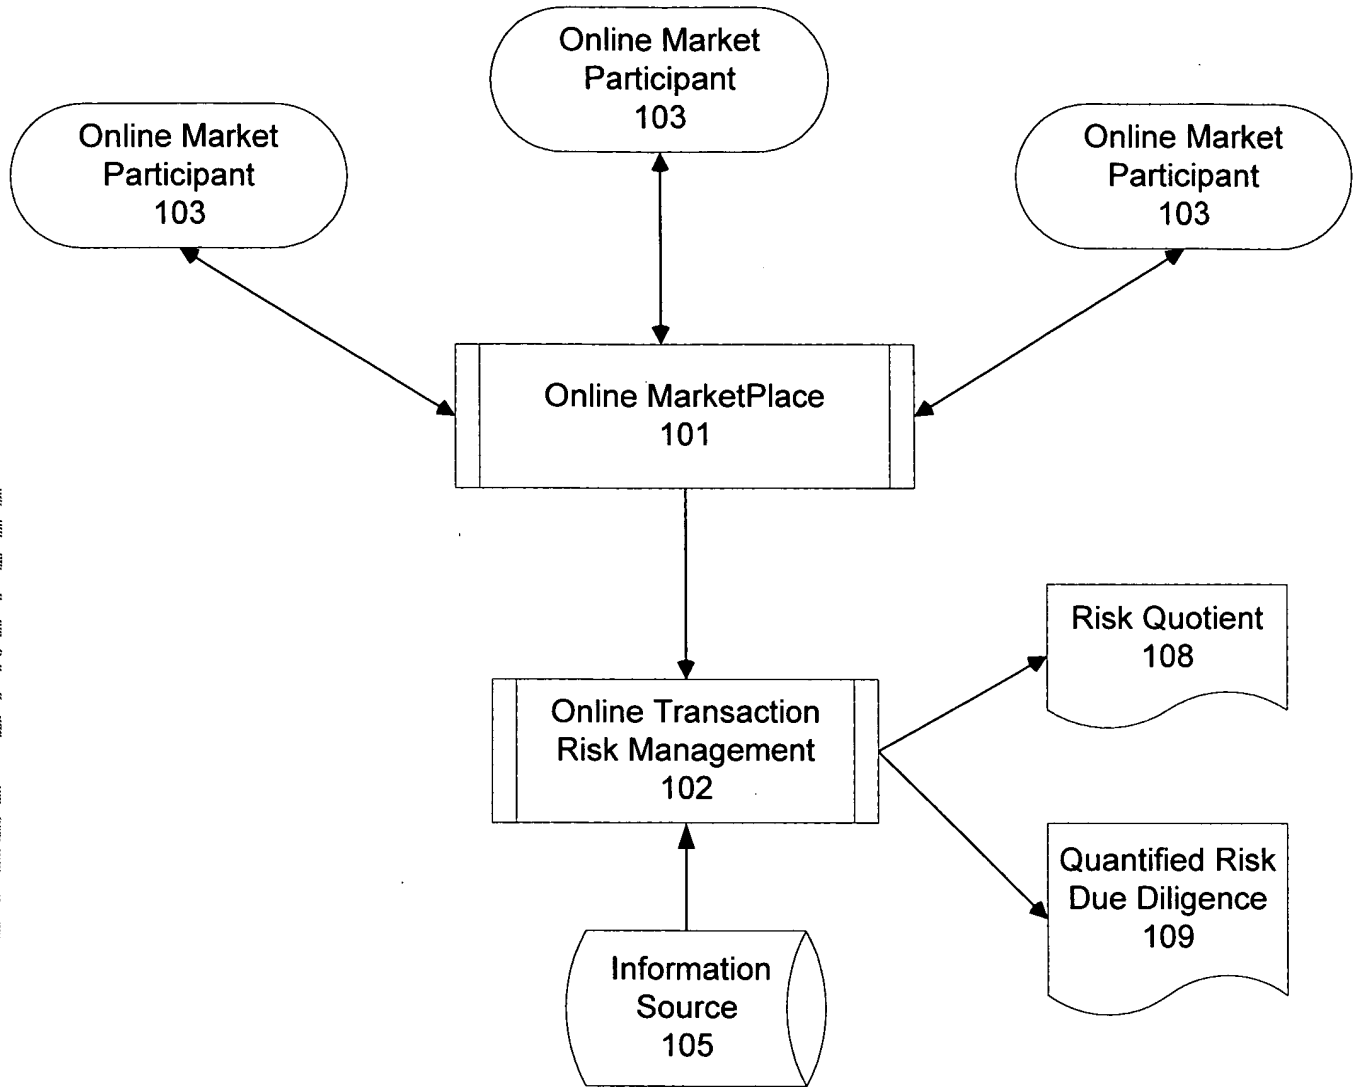 Online Market
Participant
103
Online Market
Participant
103
Online Market
Participant
103
Online MarketPlace
101
Online Transaction
Risk Management
102
Risk Quotient
108
Quantified Risk
Due Diligence
109
Information
Source
105